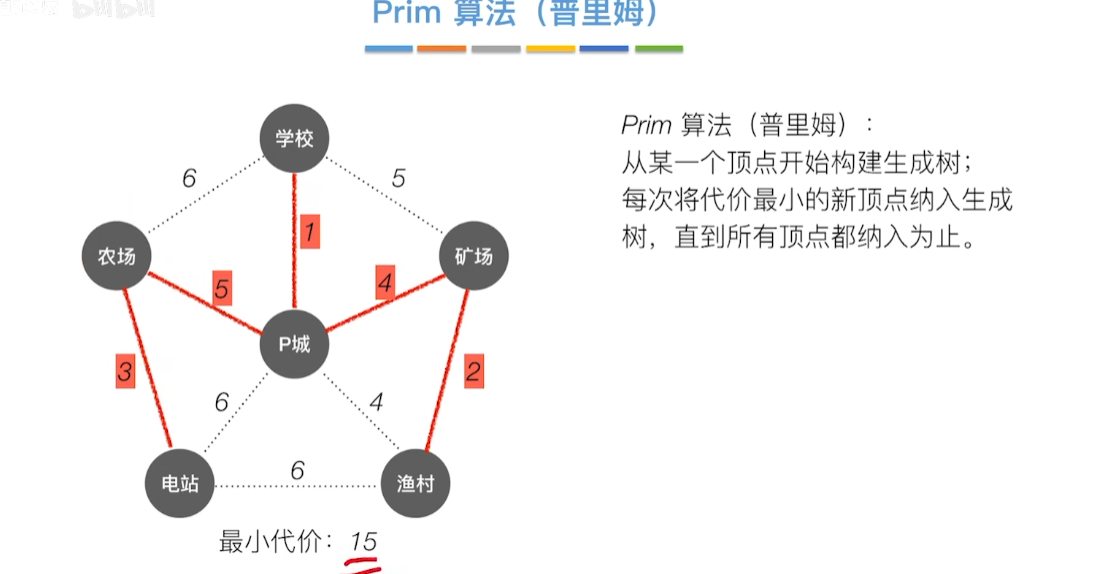 Prim 算法（普里姆）
学校
6
5
1
农场
矿场
5
4
P城
3
2
6
4
电站
6
渔村
最小代价：15
Prim 算法（普里姆）：
从某一个顶点开始构建生成树；
每次将代价最小的新顶点纳入生成
树，直到所有顶点都纳入为止。